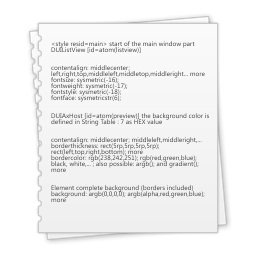 <style resid=main> start of the main window part
DUIListView [id=atom(listview)]
contentalign: middlecenter;
left,right,top,middleleft,middletop,middleright... more
fontsize: sysmetric(-16);
fontweight: sysmetric(-17);
fontstyle: sysmetric(-18);
fontface: sysmetricstr(6);
DUIAxHost [id=atom(preview)] the background color is
defined in String Table : 7 as HEX value
contentalign: middlecenter; middleleft,middleright,..
borderthickness: rect(5rp,5rp,5rp,5rp);
rect(left,top,right,bottom); more
bordercolor: rgb(238,242,251); rgb(red,green,blue);
black, white,... ; also possible: argb(); and gradient();
more
Element complete background (borders included)
background: argb(0,0,0,0); argb(alpha,red,green,blue);
more